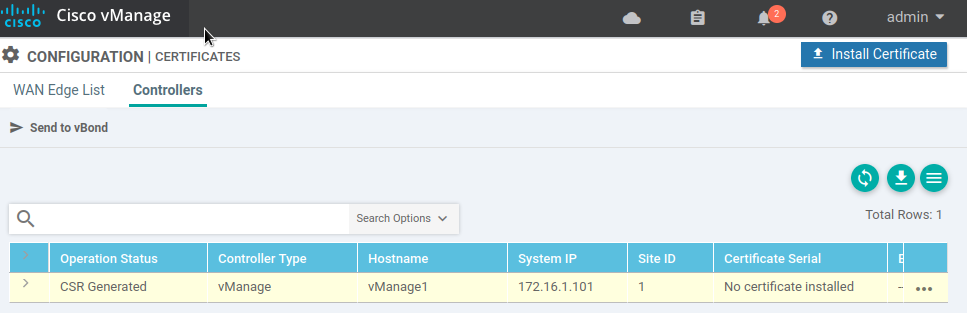 CISCO Cisco vManage 2 admin
CONFIGURATION | CERTIFICATES Install Certificate
WAN Edge List Controllers
Send to vBond
Search Options Total Rows: 1
Operation Status Controller Type Hostname System IP Site ID Certificate Serial
CSR Generated vManage vManage1 172.16.1.101 1 No certificate installed --